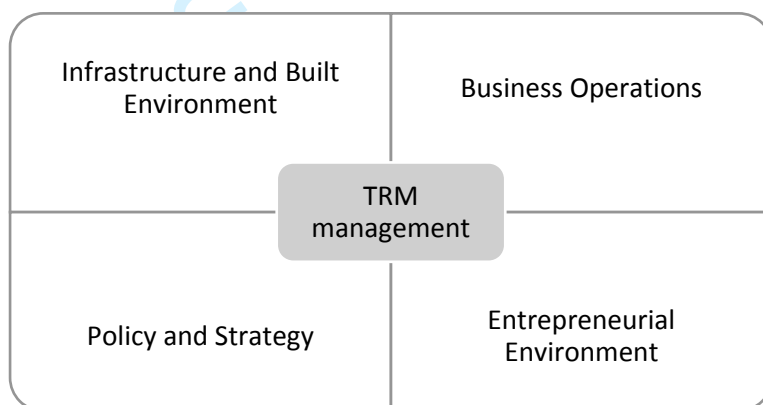 Infrastructure and Built
Environment
Business Operations
TRM
management
Policy and Strategy
Entrepreneurial
Environment